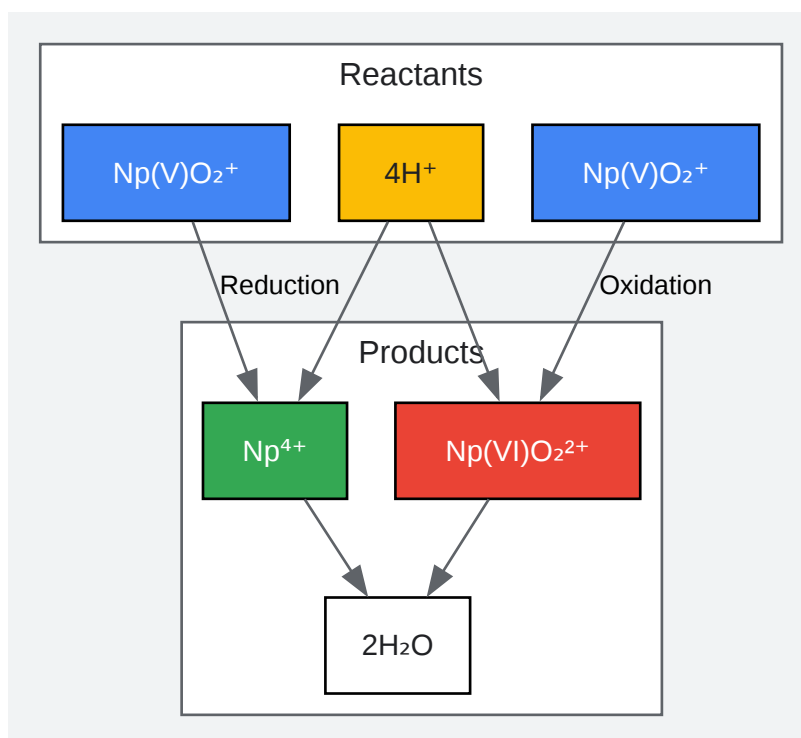 Reactants
Np(V)O₂⁺
4H⁺
Np(V)O₂⁺
Reduction
Oxidation
Products
Np⁴⁺
Np(VI)O₂²⁺
2H₂O